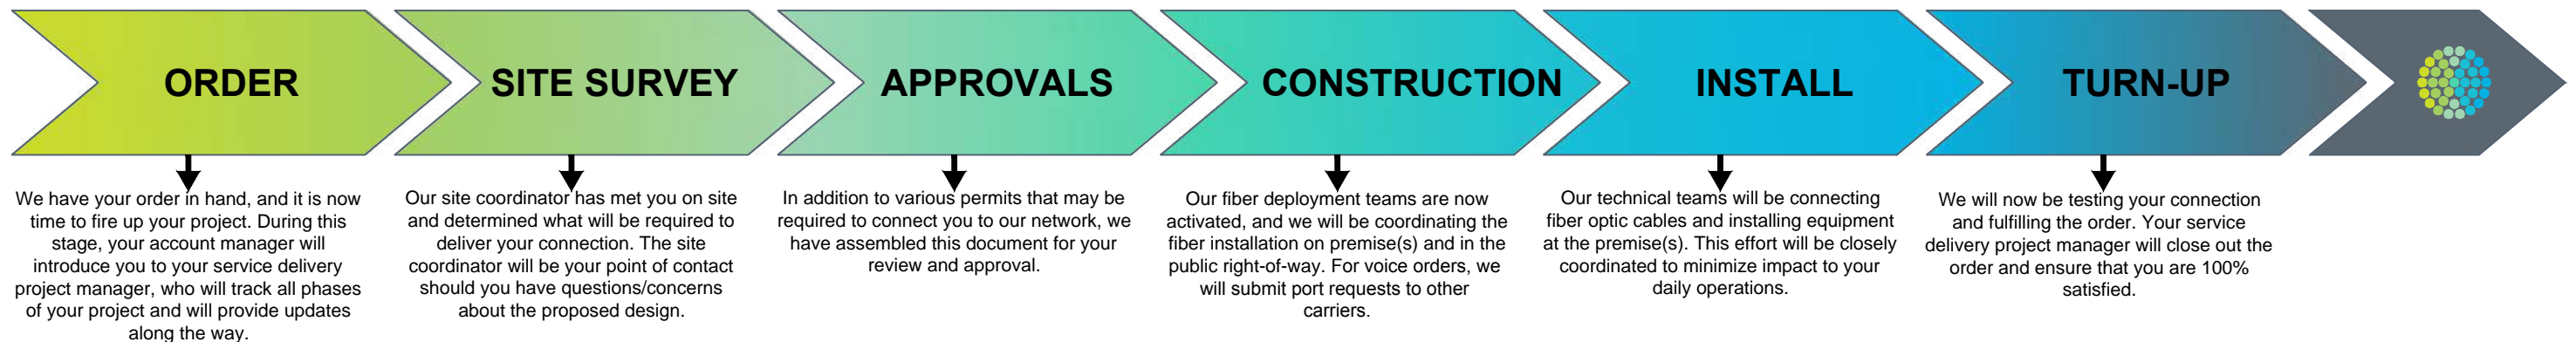 ORDER
We have your order in hand, and it is now
time to fire up your project. During this
stage, your account manager will
introduce you to your service delivery
project manager, who will track all phases
of your project and will provide updates
along the way.
SITE SURVEY
Our site coordinator has met you on site
and determined what will be required to
deliver your connection. The site
coordinator will be your point of contact
should you have questions/concerns
about the proposed design.
APPROVALS
In addition to various permits that may be
required to connect you to our network, we
have assembled this document for your
review and approval.
CONSTRUCTION
Our fiber deployment teams are now
activated, and we will be coordinating the
fiber installation on premise(s) and in the
public right-of-way. For voice orders, we
will submit port requests to other
carriers.
INSTALL
Our technical teams will be connecting
fiber optic cables and installing equipment
at the premise(s). This effort will be closely
coordinated to minimize impact to your
daily operations.
TURN-UP
We will now be testing your connection
and fulfilling the order. Your service
delivery project manager will close out the
order and ensure that you are 100%
satisfied.